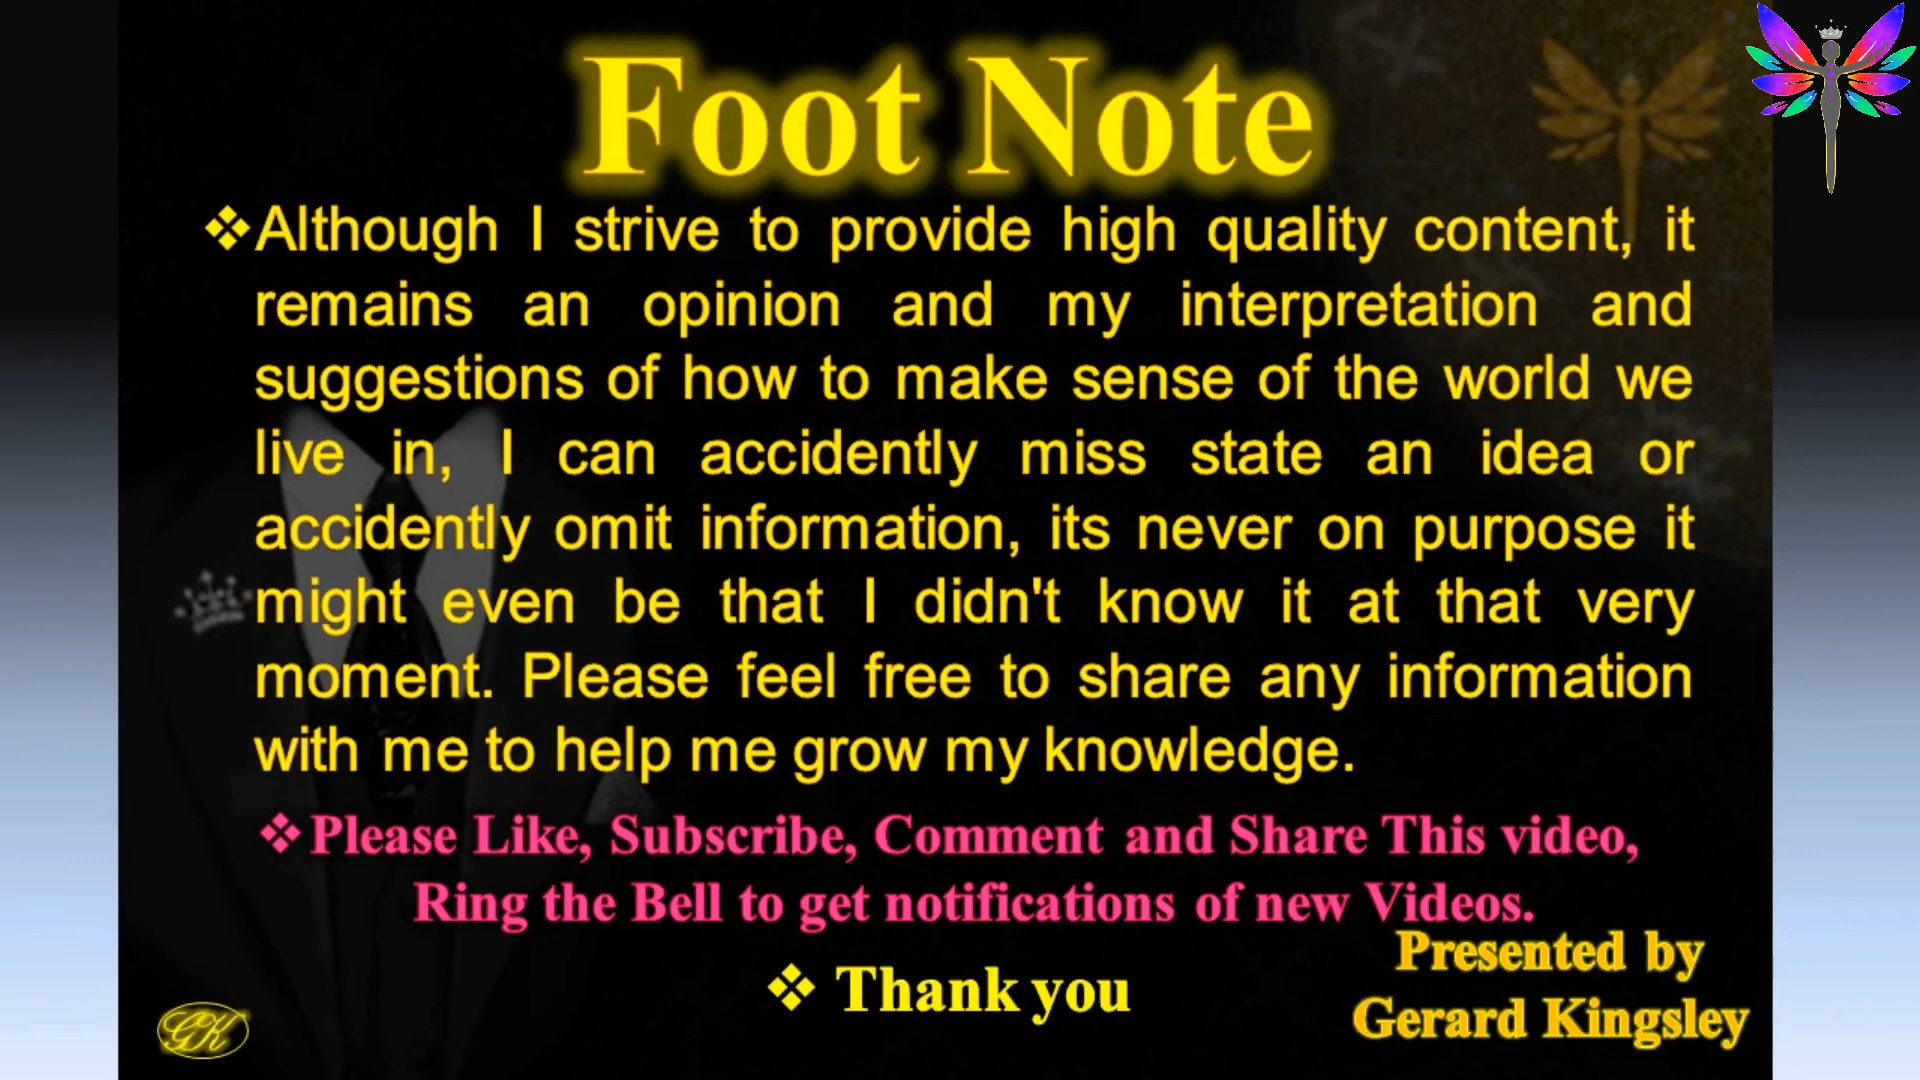 Foot Note
❖Although I strive to provide high quality content, it
remains an opinion and my interpretation and
suggestions of how to make sense of the world we
live in, I can accidently miss state an idea or
accidently omit information, its never on purpose it
might even be that I didn't know it at that very
moment. Please feel free to share any information
with me to help me grow my knowledge.
❖Please Like, Subscribe, Comment and Share This video,
Ring the Bell to get notifications of new Videos.
❖ Thank you
Presented by
Gerard Kingsley
GK